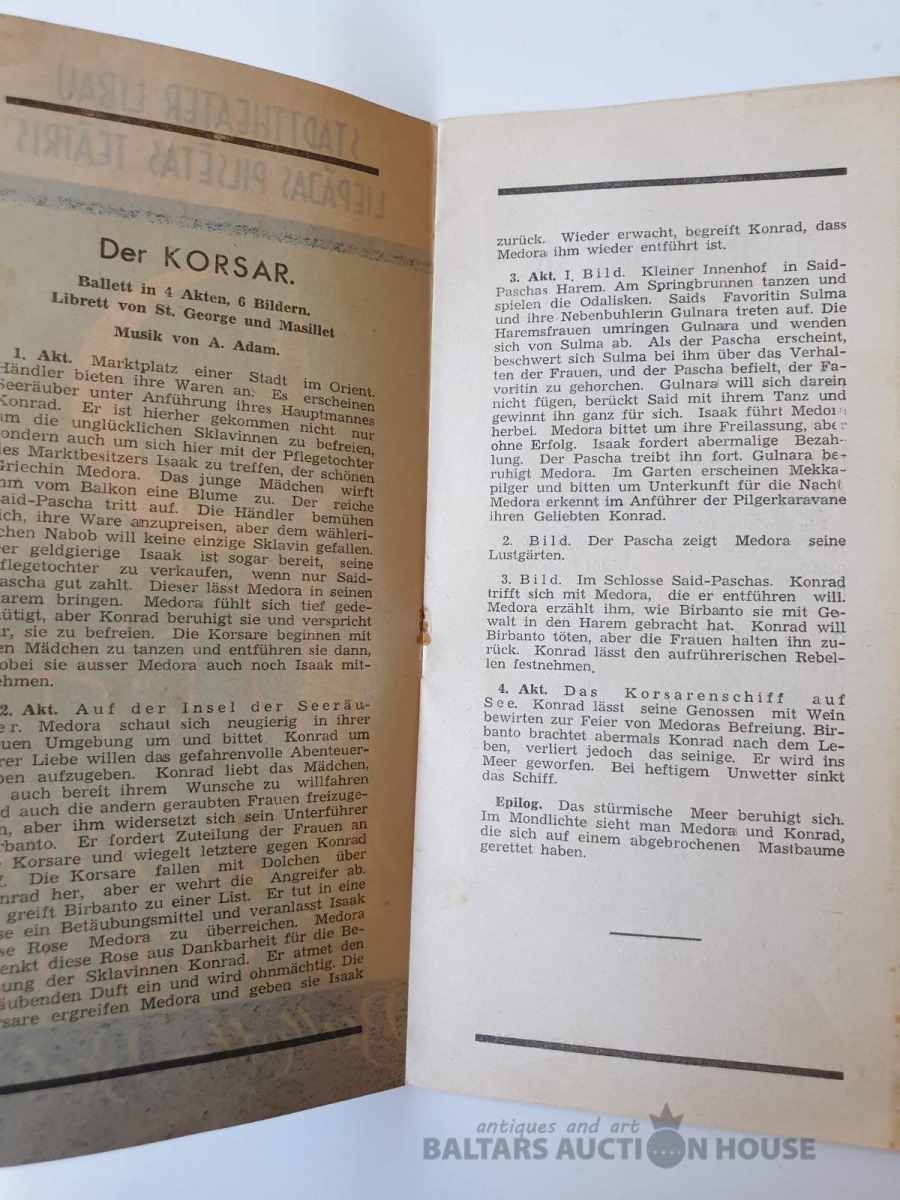 STADTTHEATER LIBAU
LIEPĀJAS PILSĒTAS TEĀTRIS
Der KORSAR.
Ballett in 4 Akten, 6 Bildern.
Librett von St. George und Masillet
Musik von A. Adam.
1. Akt. Marktplatz einer Stadt im Orient.
Händler bieten ihre Waren an. Es erscheinen
Seeräuber unter Anführung ihres Hauptmannes
Konrad. Er ist hierher gekommen nicht nur
um die unglücklichen Sklavinnen zu befreien,
sondern auch um sich hier mit der Pflegetochter
des Marktbesitzers Isaak zu treffen, der schönen
Griechin Medora. Das junge Mädchen wirft
ihm vom Balkon eine Blume zu. Der reiche
Said-Pascha tritt auf. Die Händler bemühen
sich, ihre Ware anzupreisen, aber dem wähleri-
chen Nabob will keine einzige Sklavin gefallen.
Der geldgierige Isaak ist sogar bereit, seine
Pflegetochter zu verkaufen, wenn nur Said-
Pascha gut zahlt. Dieser lässt Medora in seinen
Harem bringen. Medora fühlt sich tief gede-
mütigt, aber Konrad beruhigt sie und verspricht
ihr, sie zu befreien. Die Korsare beginnen mit
den Mädchen zu tanzen und entführen sie dann,
wobei sie ausser Medora auch noch Isaak mit-
nehmen.
2. Akt. Auf der Insel der Seeräu-
ber. Medora schaut sich neugierig in ihrer
neuen Umgebung um und bittet Konrad um
ihrer Liebe willen das gefahrenvolle Abenteuer-
leben aufzugeben. Konrad liebt das Mädchen,
auch bereit ihrem Wunsche zu willfahren
und auch die andern geraubten Frauen freizuge-
ben, aber ihm widersetzt sich sein Unterführer
Birbanto. Er fordert Zuteilung der Frauen an
die Korsare und wiegelt letztere gegen Konrad
Die Korsare fallen mit Dolchen über
Konrad her, aber er wehrt die Angreifer ab.
greift Birbanto zu einer List. Er tut in eine
Rose ein Betäubungsmittel und veranlasst Isaak
diese Rose Medora zu überreichen. Medora
schenkt diese Rose aus Dankbarkeit für die Be-
freiung der Sklavinnen Konrad. Er atmet den
betäubenden Duft ein und wird ohnmächtig. Die
Korsare ergreifen Medora und geben sie Isaak
zurück. Wieder erwacht, begreift Konrad, dass
Medora ihm wieder entführt ist.
3. Akt. I. Bild. Kleiner Innenhof in Said-
Paschas Harem. Am Springbrunnen tanzen und
spielen die Odalisken. Saids Favoritin Sulma
und ihre Nebenbuhlerin Gulnara treten auf. Die
Haremsfrauen umringen Gulnara und wenden
sich von Sulma ab. Als der Pascha erscheint,
beschwert sich Sulma bei ihm über das Verhal-
ten der Frauen, und der Pascha befielt, der Fa-
voritin zu gehorchen. Gulnara will sich darein
nicht fügen, berückt Said mit ihrem Tanz und
gewinnt ihn ganz für sich. Isaak führt Medora
herbei. Medora bittet um ihre Freilassung, aber
ohne Erfolg. Isaak fordert abermalige Bezah-
lung. Der Pascha treibt ihn fort. Gulnara be-
ruhigt Medora. Im Garten erscheinen Mekka-
pilger und bitten um Unterkunft für die Nacht
Medora erkennt im Anführer der Pilgerkaravane
ihren Geliebten Konrad.
2. Bild. Der Pascha zeigt Medora seine
Lustgärten.
3. Bild. Im Schlosse Said-Paschas. Konrad
trifft sich mit Medora, die er entführen will.
Medora erzählt ihm, wie Birbanto sie mit Ge-
walt in den Harem gebracht hat. Konrad will
Birbanto töten, aber die Frauen halten ihn zu-
rück. Konrad lässt den aufrührerischen Rebel-
len festnehmen.
4. Akt. Das Korsarenschiff auf
See. Konrad lässt seine Genossen mit Wein
bewirten zur Feier von Medoras Befreiung. Bir-
banto brachtet abermals Konrad nach dem Le-
ben, verliert jedoch das seinige. Er wird ins
Meer geworfen. Bei heftigem Unwetter sinkt
das Schiff.
Epilog. Das stürmische Meer beruhigt sich.
Im Mondlichte sieht man Medora und Konrad,
die sich auf einem abgebrochenen Mastbaume
gerettet haben.
antiques and art
BALTARS AUCTION HOUSE